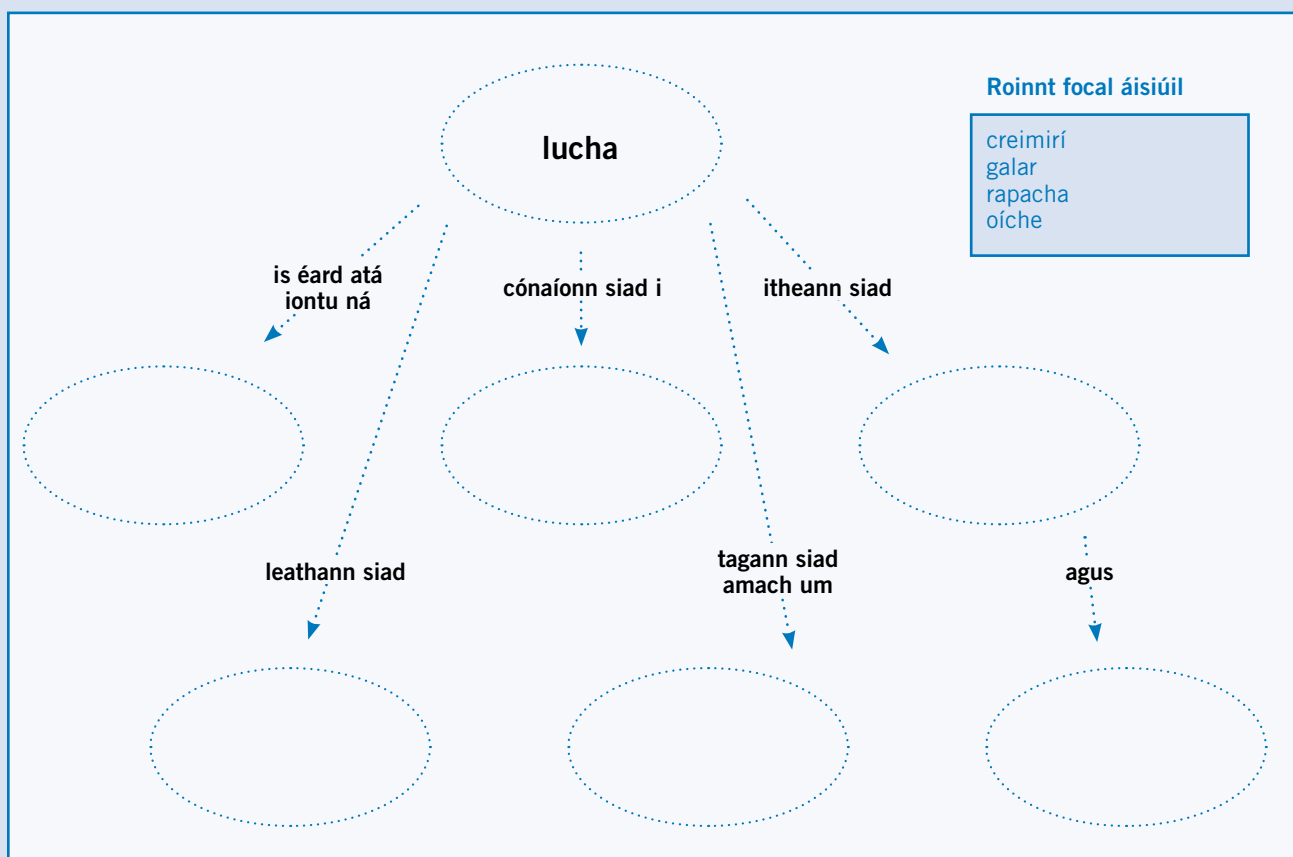 lucha
Roinnt focal áisiúil
creimirí
galar
rapacha
oíche
is éard atá
iontu ná
cónaíonn siad i
itheann siad
leathann siad
tagann siad
amach um
agus